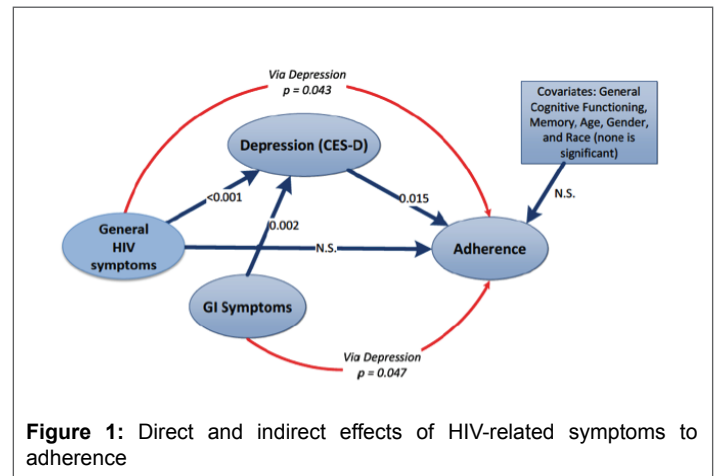 Via Depression
p = 0.043
Covariates: General
Cognitive Functioning,
Memory, Age, Gender,
and Race (none is
significant)
Depression (CES-D)
<0.001
0.015
N.S.
0.002
General
HIV
symptoms
N.S.
Adherence
GI Symptoms
Via Depression
p = 0.047
Figure 1: Direct and indirect effects of HIV-related symptoms to
adherence